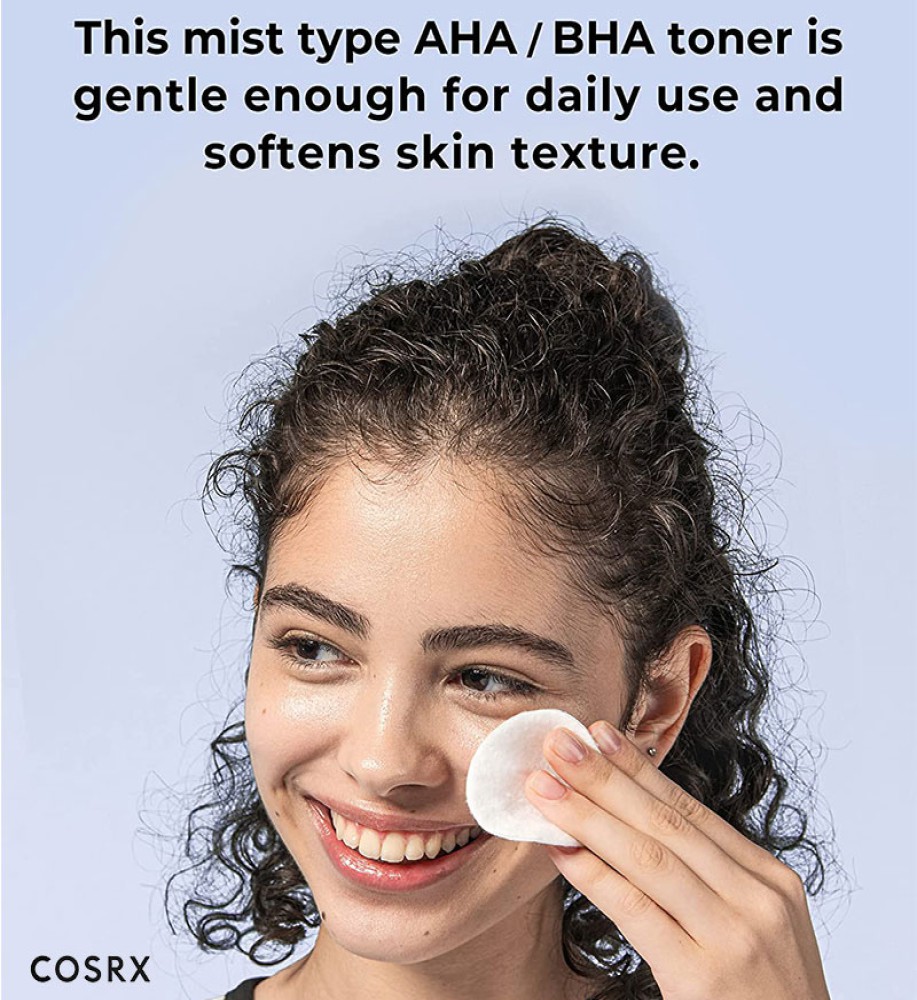 This mist type AHA / BHA toner is
gentle enough for daily use and
softens skin texture.
COSRX